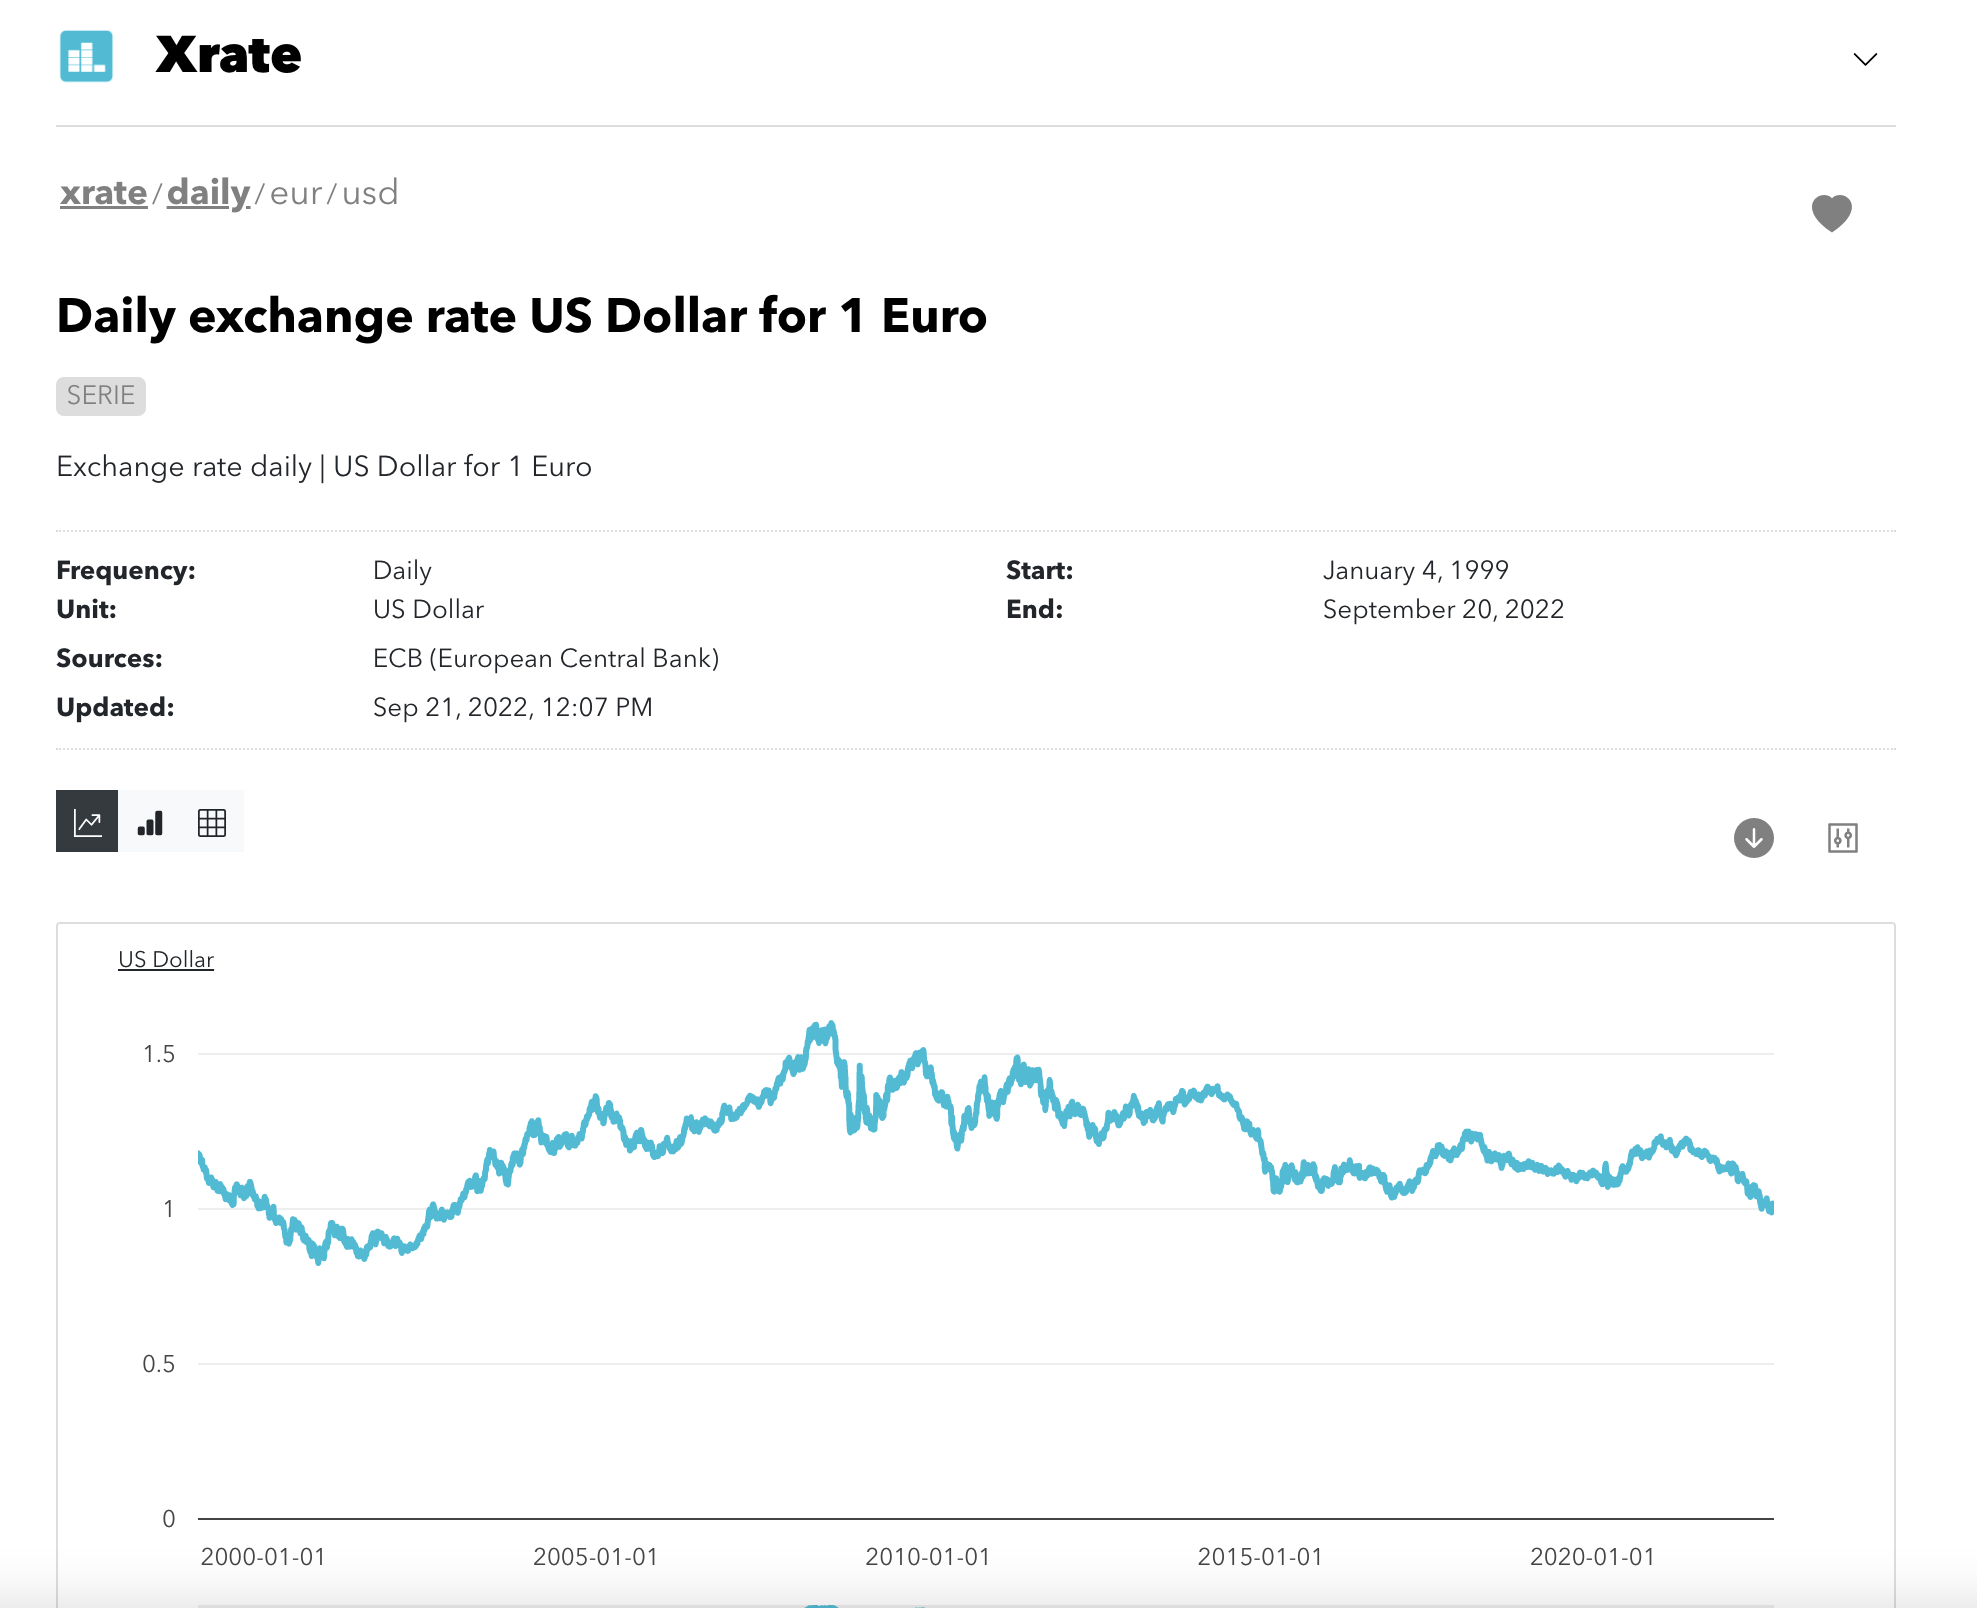 Xrate
xrate/daily/eur/usd
Daily exchange rate US Dollar for 1 Euro
SERIE
Exchange rate daily | US Dollar for 1 Euro
Frequency: Daily Start: January 4, 1999
Unit: US Dollar End: September 20, 2022
Sources: ECB (European Central Bank)
Updated: Sep 21, 2022, 12:07 PM
US Dollar
1.5
1
0.5
0
2000-01-01 2005-01-01 2010-01-01 2015-01-01 2020-01-01